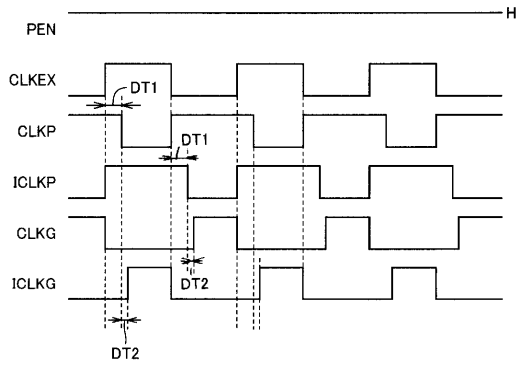 H
PEN
CLKEX
DT1
CLKP
DT1
ICLKP
CLKG
DT2
ICLKG
DT2